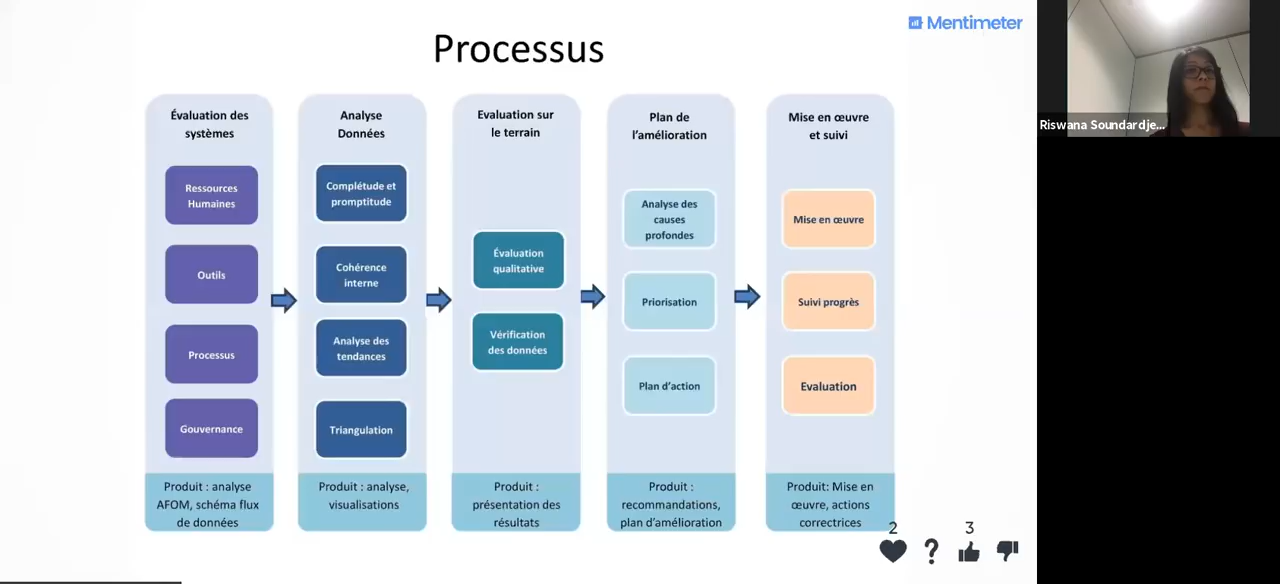 Mentimeter
Processus
Évaluation des
systèmes
Ressources
Humaines
Outils
Processus
Gouvernance
Produit : analyse
AFOM, schéma flux
de données
Analyse
Données
Complétude et
promptitude
Cohérence
interne
Analyse des
tendances
Triangulation
Produit : analyse,
visualisations
Evaluation sur
le terrain
Évaluation
qualitative
Vérification
des données
Produit :
présentation des
résultats
Plan de
l'amélioration
Analyse des
causes
profondes
Priorisation
Plan d'action
Produit :
recommandations,
plan d'amélioration
Mise en œuvre
et suivi
Mise en œuvre
Suivi progrès
Evaluation
Produit: Mise en
œuvre, actions
correctrices
2
3
Riswana Soundardje...